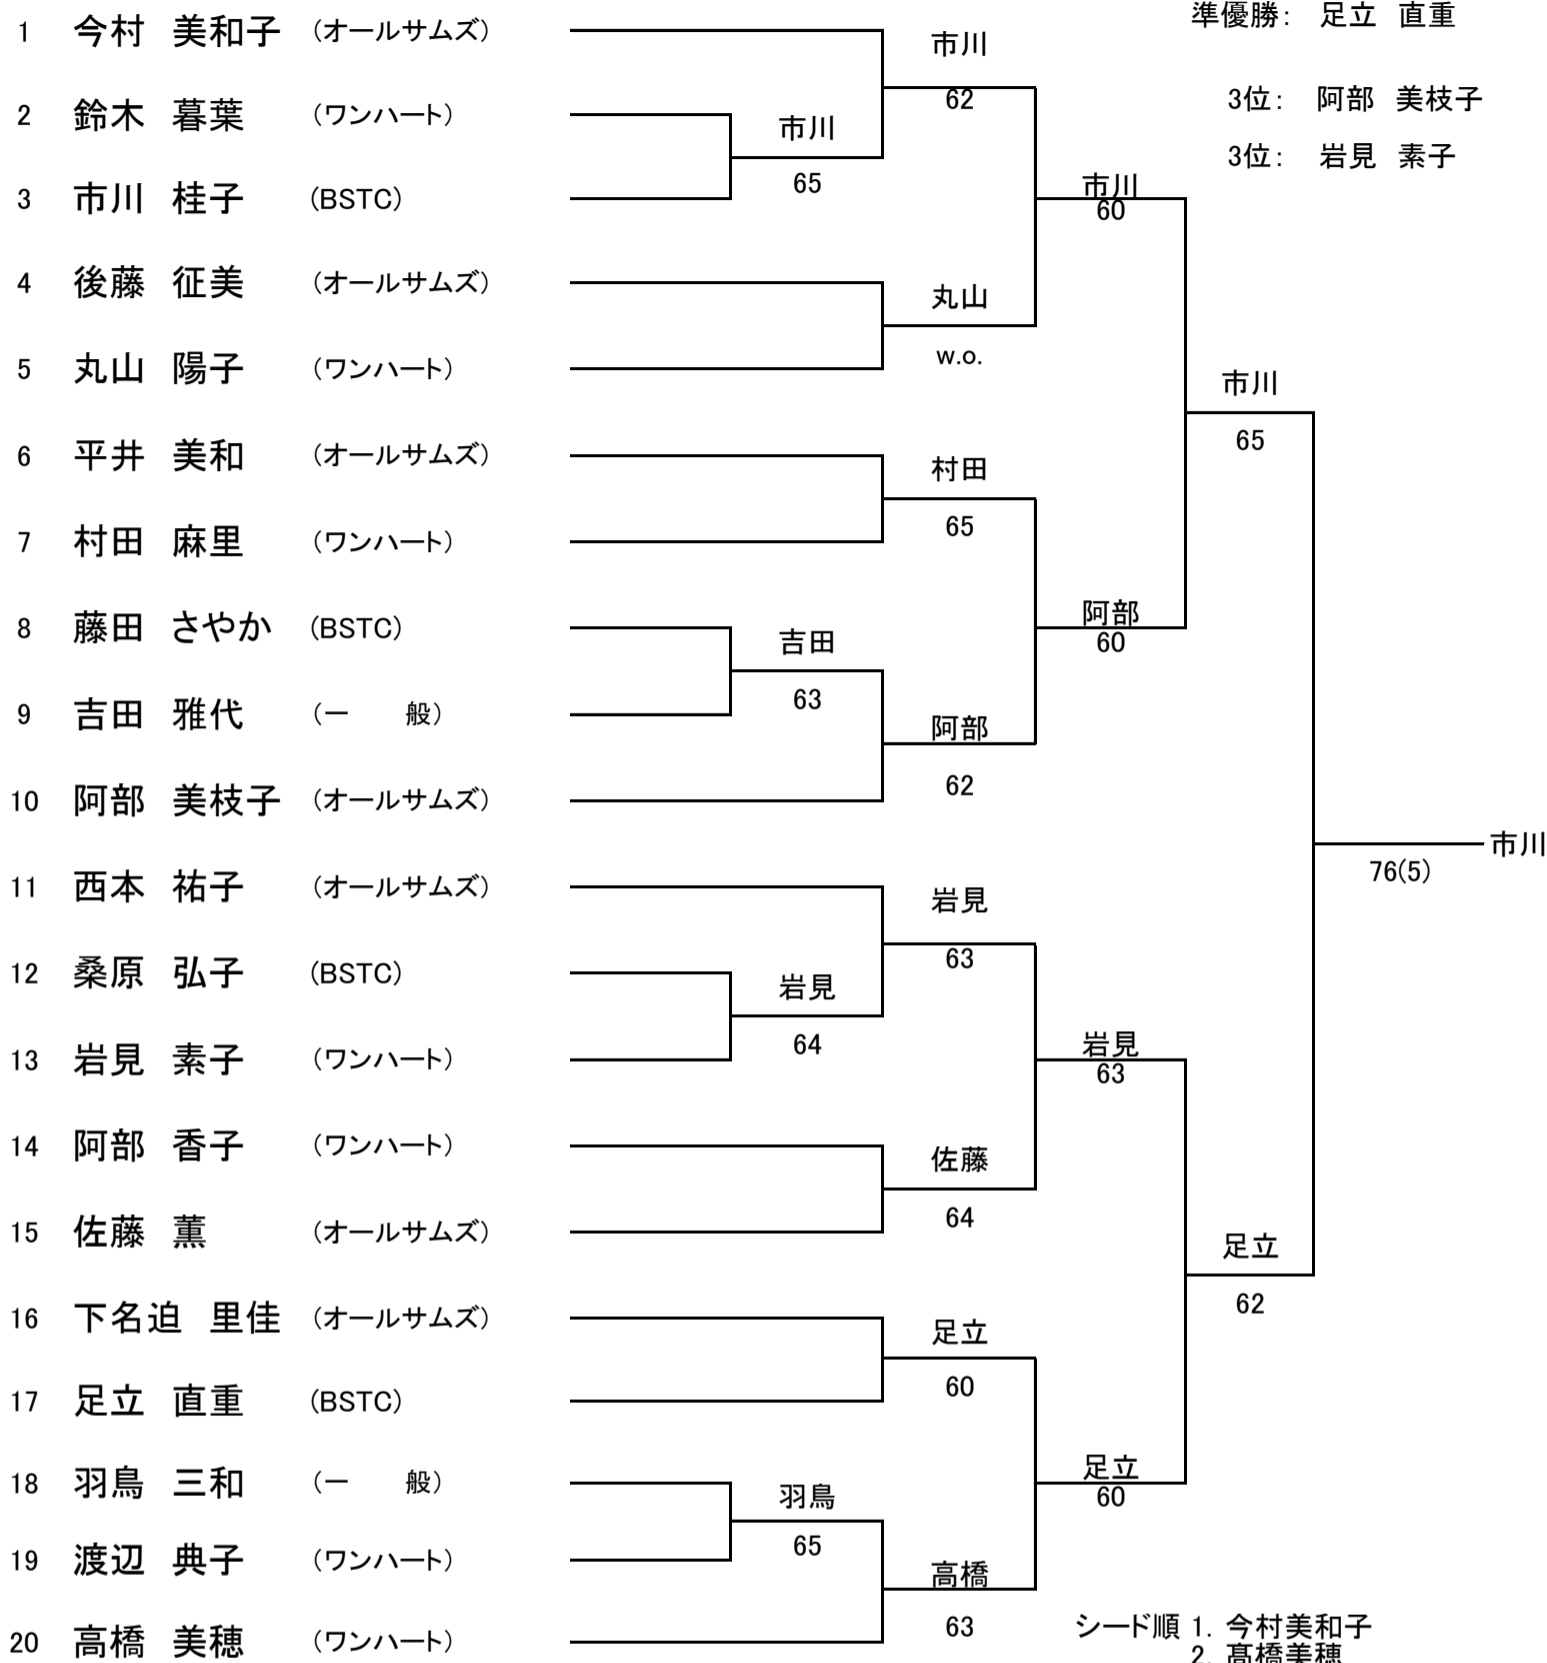 準優勝： 足立 直重
1 今村 美和子 （オールサムズ）
市川
62
3位： 阿部 美枝子
2 鈴木 暮葉 （ワンハート）
市川
65
3位： 岩見 素子
3 市川 桂子 （BSTC）
市川
60
4 後藤 征美 （オールサムズ）
丸山
w.o.
5 丸山 陽子 （ワンハート）
市川
65
6 平井 美和 （オールサムズ）
村田
65
7 村田 麻里 （ワンハート）
阿部
60
8 藤田 さやか （BSTC）
吉田
63
9 吉田 雅代 （一 般）
阿部
62
10 阿部 美枝子 （オールサムズ）
市川
76(5)
11 西本 祐子 （オールサムズ）
岩見
63
12 桑原 弘子 （BSTC）
岩見
64
13 岩見 素子 （ワンハート）
岩見
63
14 阿部 香子 （ワンハート）
佐藤
64
15 佐藤 薫 （オールサムズ）
足立
62
16 下名迫 里佳 （オールサムズ）
足立
60
17 足立 直重 （BSTC）
足立
60
18 羽鳥 三和 （一 般）
羽鳥
65
19 渡辺 典子 （ワンハート）
高橋
63
20 高橋 美穂 （ワンハート）
シード順 1. 今村美和子
2. 髙橋美穂